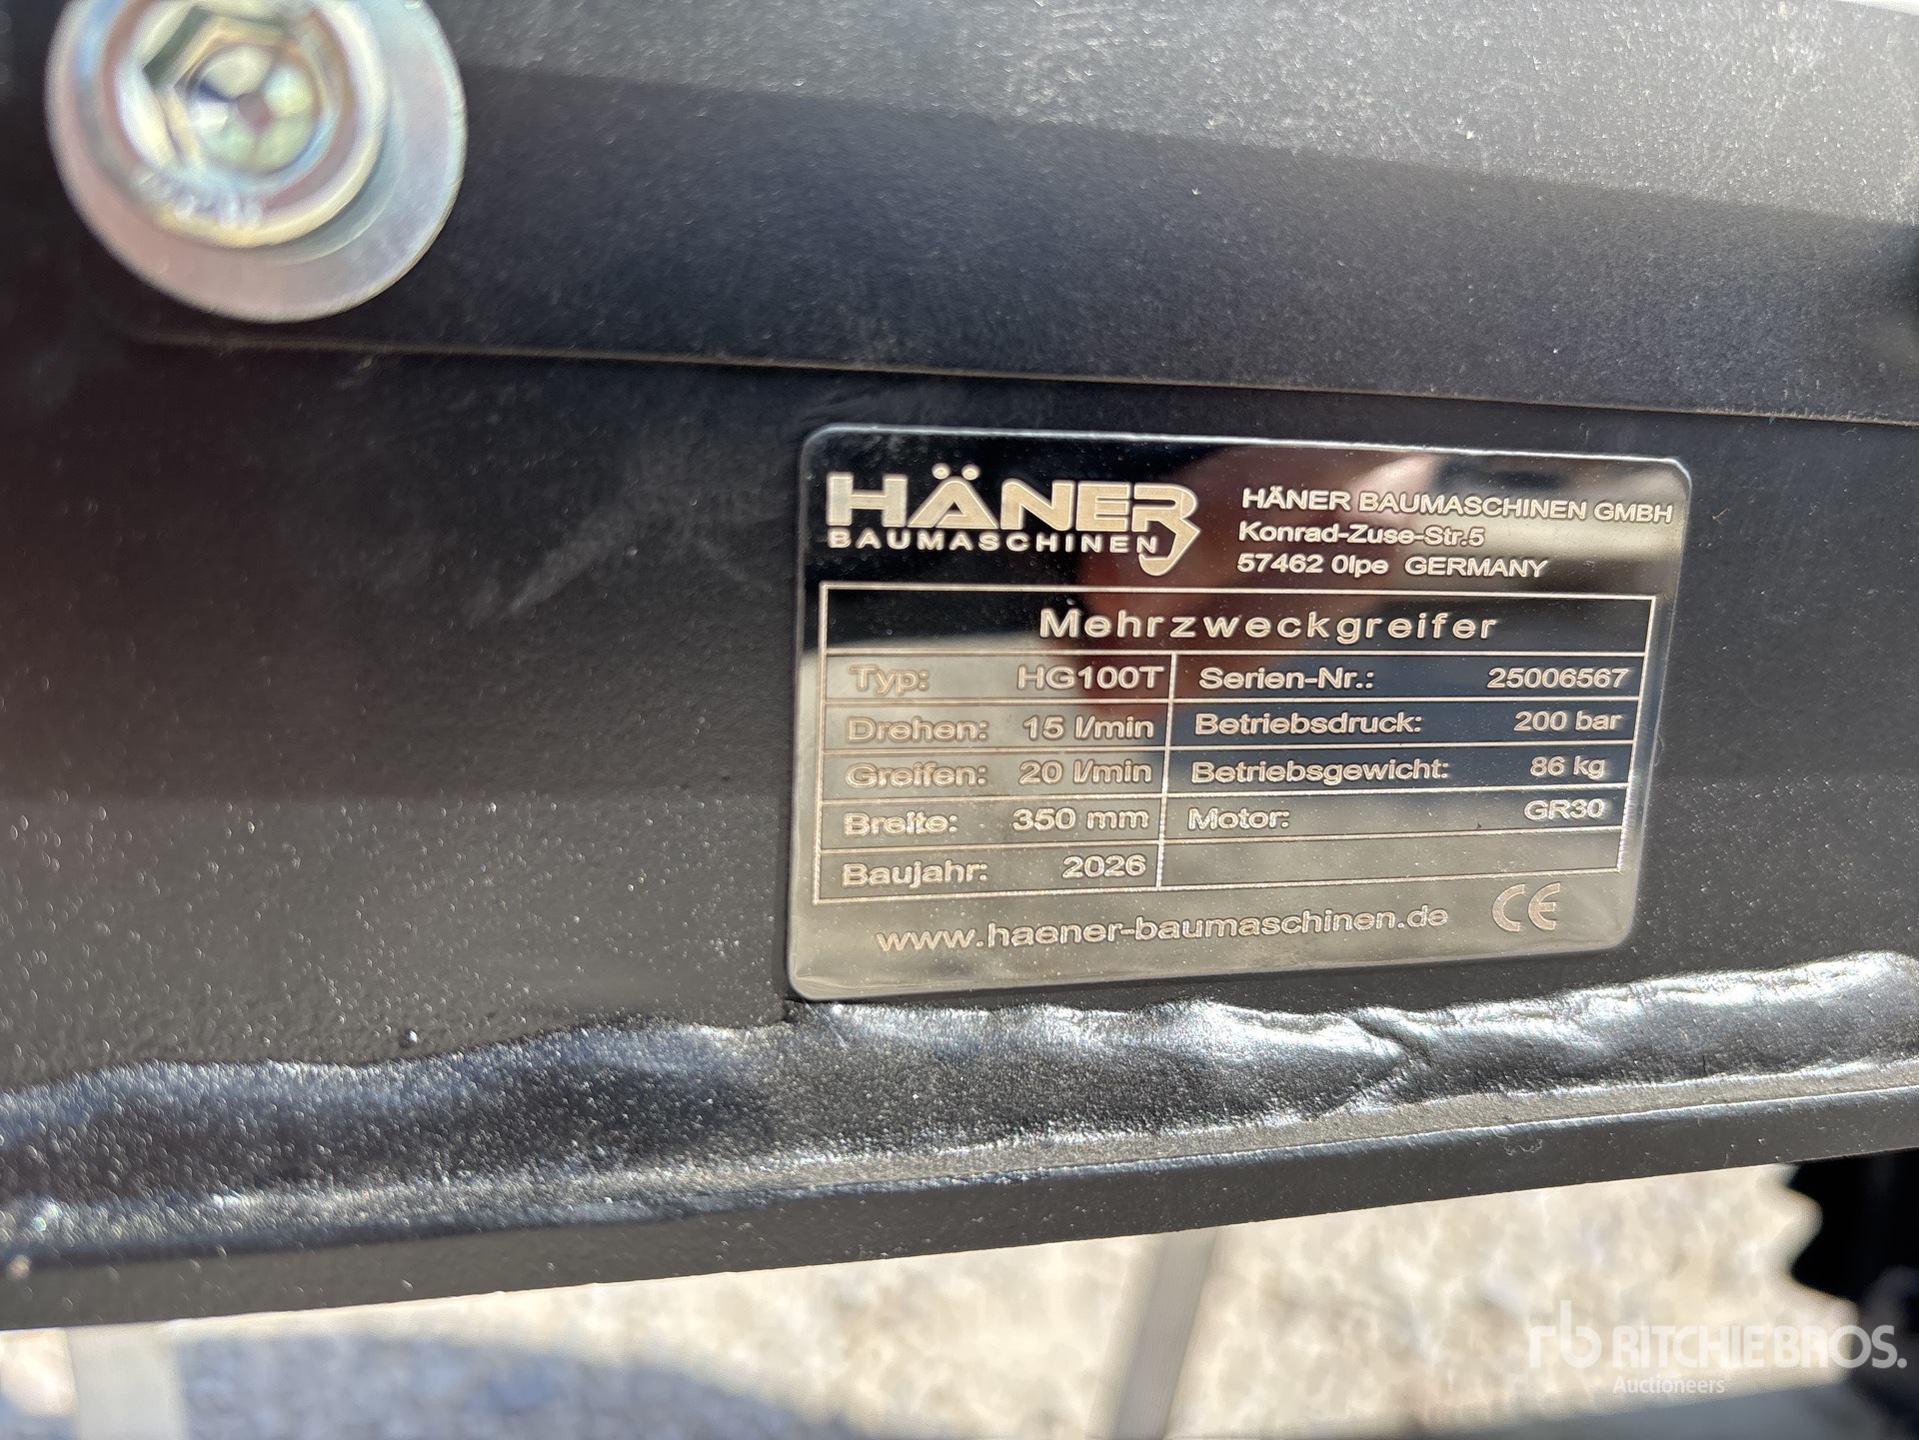 HÄNER
BAUMASCHINEN
HÄNER BAUMASCHINEN GMBH
Konrad-Zuse-Str.5
57462 Olpe GERMANY
Mehrzweckgreifer
Typ: HG100T Serien-Nr.: 25006567
Drehen: 15 l/min Betriebsdruck: 200 bar
Greifen: 20 l/min Betriebsgewicht: 86 kg
Breite: 350 mm Motor: GR30
Baujahr: 2026
www.haener-baumaschinen.de CE
rb RITCHIE BROS.
Auctioneers